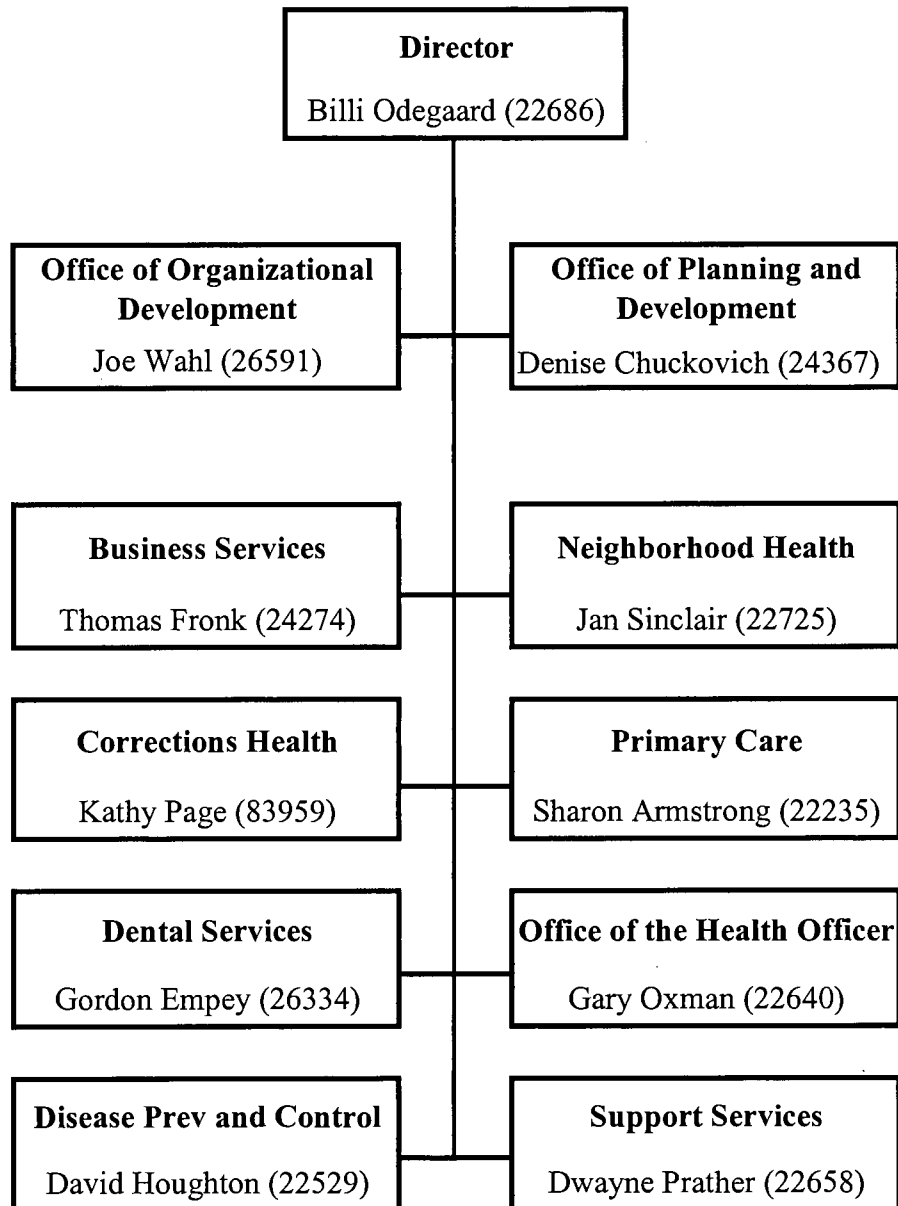 Director
Billi Odegaard (22686)
Office of Organizational
Development
Joe Wahl (26591)
Office of Planning and
Development
Denise Chuckovich (24367)
Business Services
Thomas Fronk (24274)
Neighborhood Health
Jan Sinclair (22725)
Corrections Health
Kathy Page (83959)
Primary Care
Sharon Armstrong (22235)
Dental Services
Gordon Empey (26334)
Office of the Health Officer
Gary Oxman (22640)
Disease Prev and Control
David Houghton (22529)
Support Services
Dwayne Prather (22658)